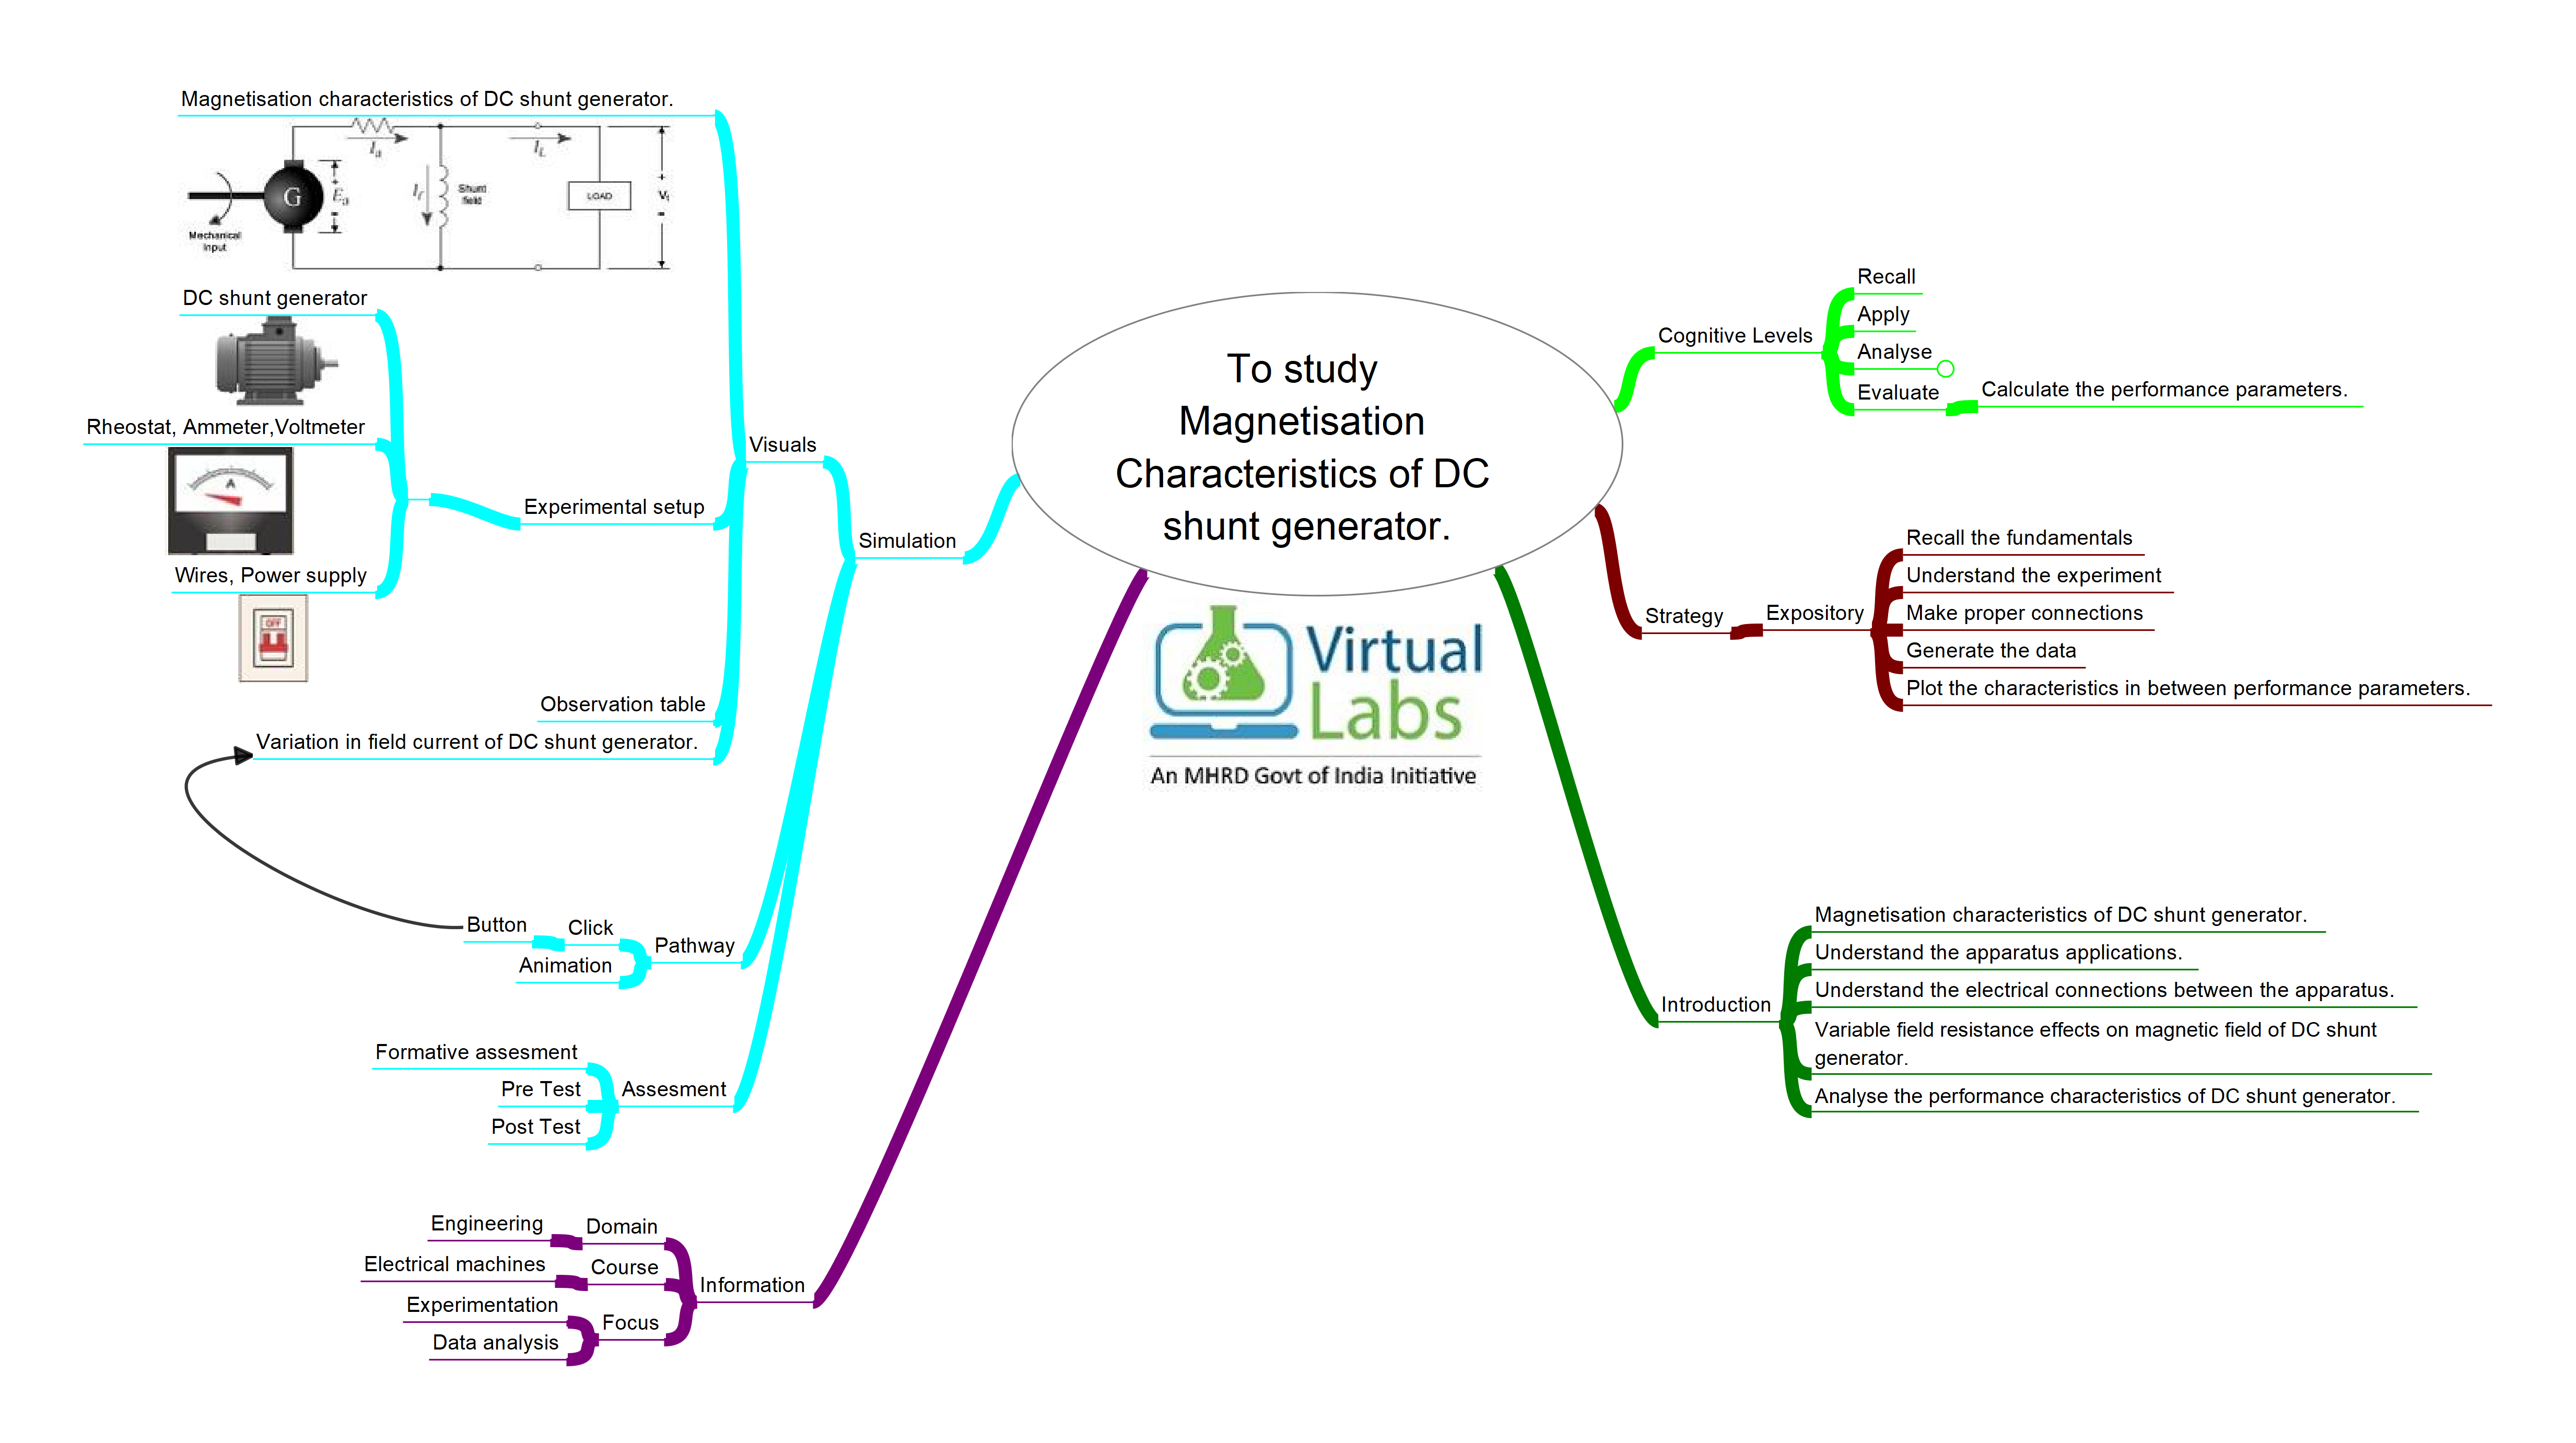 To study
Magnetisation
Characteristics of DC
shunt generator.
Virtual
Labs
An MHRD Govt of India Initiative
Cognitive Levels
Recall
Apply
Analyse
Evaluate
Calculate the performance parameters.
Strategy
Expository
Recall the fundamentals
Understand the experiment
Make proper connections
Generate the data
Plot the characteristics in between performance parameters.
Introduction
Magnetisation characteristics of DC shunt generator.
Understand the apparatus applications.
Understand the electrical connections between the apparatus.
Variable field resistance effects on magnetic field of DC shunt
generator.
Analyse the performance characteristics of DC shunt generator.
Simulation
Visuals
Magnetisation characteristics of DC shunt generator.
Ia
IL
G
+
Ea
-
If
Shunt
field
LOAD
+
Vt
-
Mechanical
Input
Experimental setup
DC shunt generator
Rheostat, Ammeter,Voltmeter
A
Wires, Power supply
OFF
Observation table
Variation in field current of DC shunt generator.
Pathway
Click
Button
Animation
Assesment
Formative assesment
Pre Test
Post Test
Information
Domain
Engineering
Course
Electrical machines
Focus
Experimentation
Data analysis